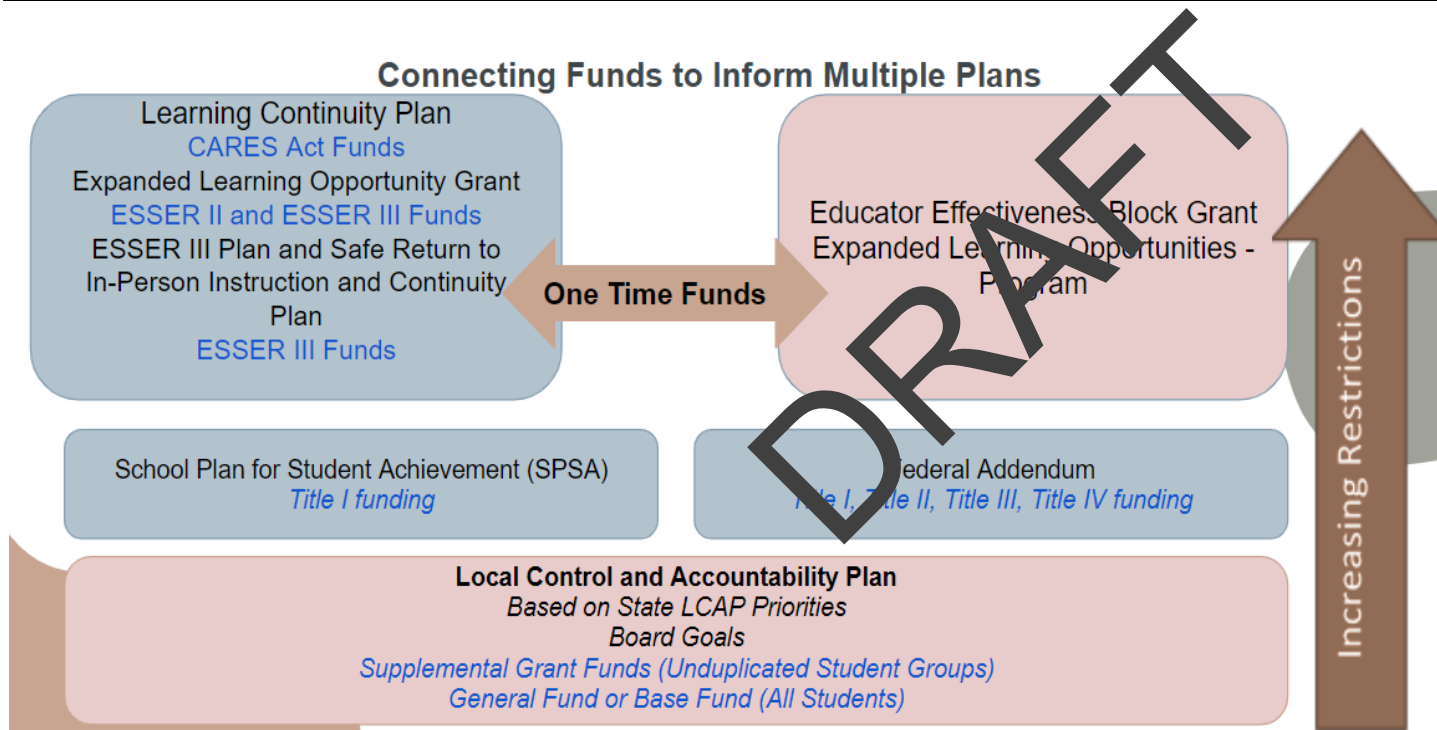 Connecting Funds to Inform Multiple Plans
Learning Continuity Plan
CARES Act Funds
Expanded Learning Opportunity Grant
ESSER II and ESSER III Funds
ESSER III Plan and Safe Return to
In-Person Instruction and Continuity
Plan
ESSER III Funds
One Time Funds
Educator Effectiveness Block Grant
Expanded Learning Opportunities -
Program
School Plan for Student Achievement (SPSA)
Title I funding
Federal Addendum
Title I, Title II, Title III, Title IV funding
Local Control and Accountability Plan
Based on State LCAP Priorities
Board Goals
Supplemental Grant Funds (Unduplicated Student Groups)
General Fund or Base Fund (All Students)
Increasing Restrictions
DRAFT